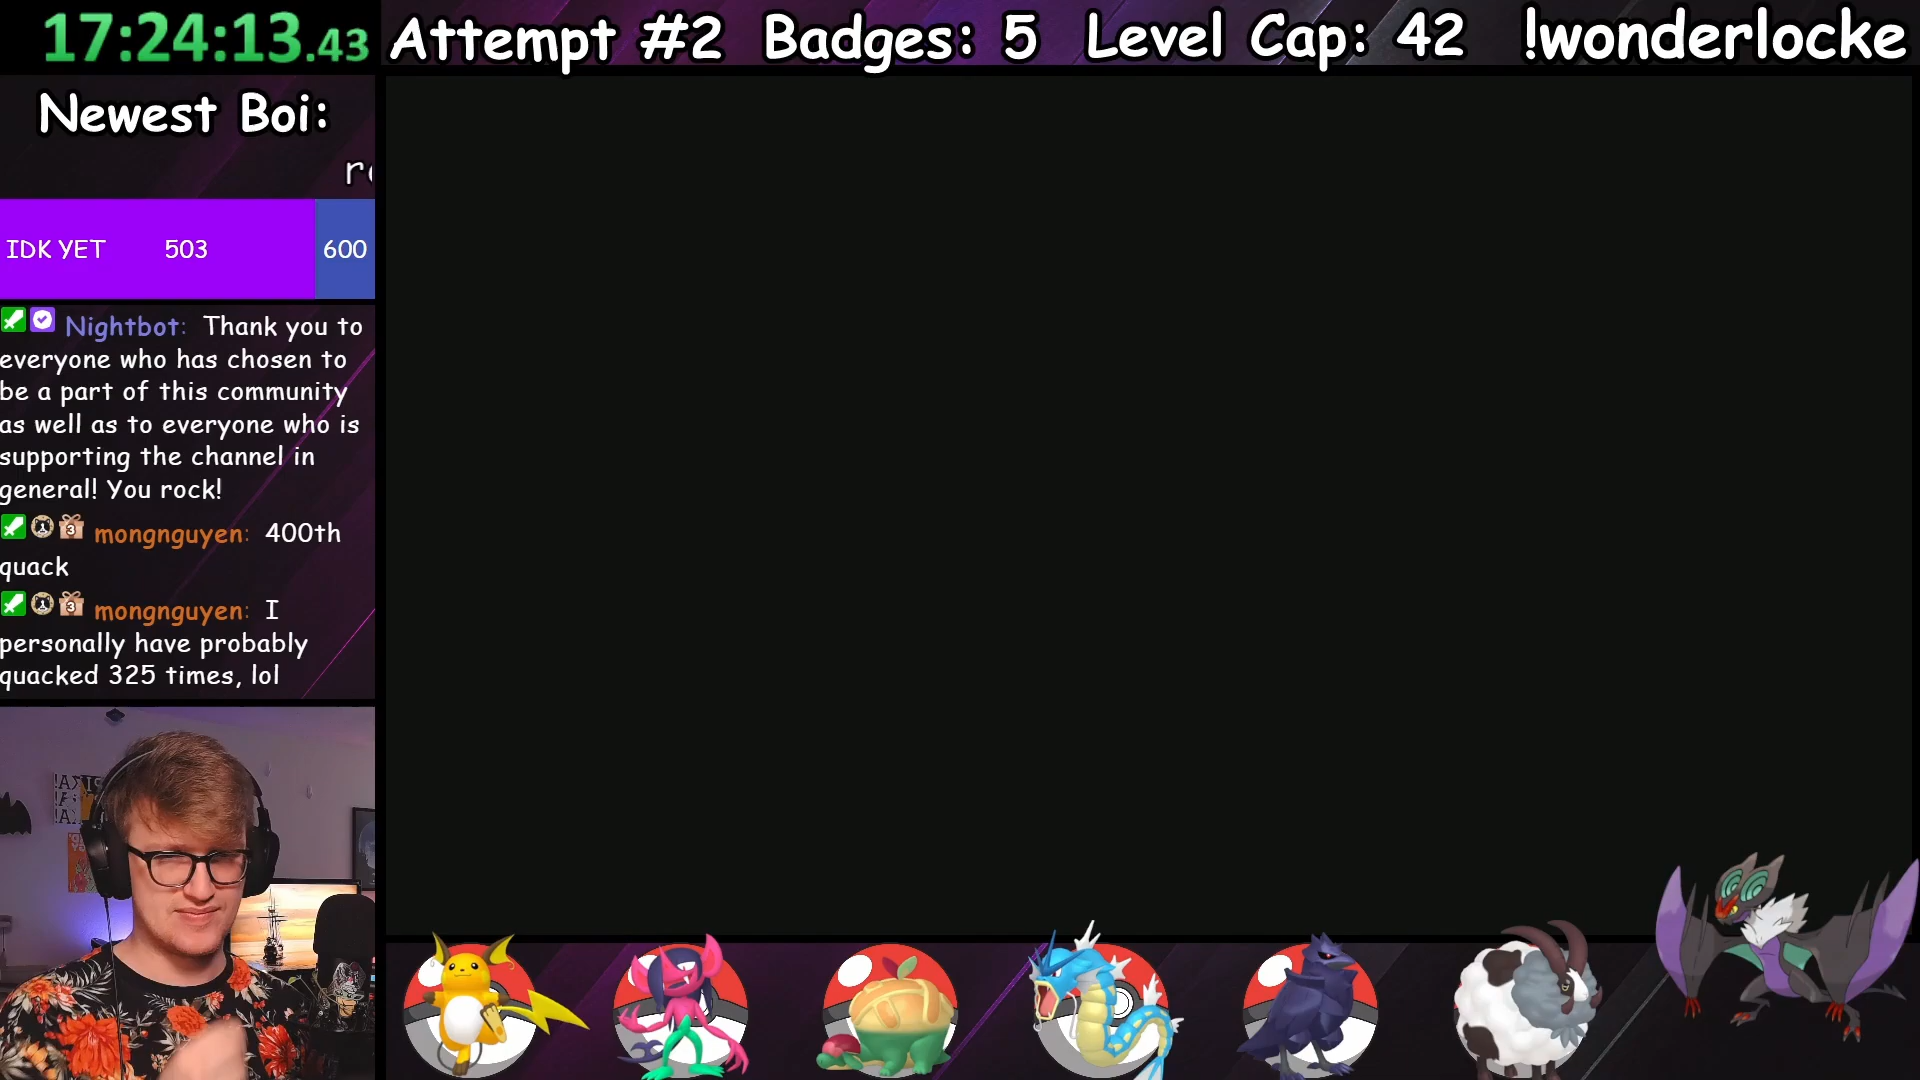 17:24:13.43
Attempt #2 Badges: 5 Level Cap: 42 !wonderlocke
Newest Boi:
IDK YET 503 600
Nightbot: Thank you to
everyone who has chosen to
be a part of this community
as well as to everyone who is
supporting the channel in
general! You rock!
3 mongnguyen: 400th
quack
3 mongnguyen: I
personally have probably
quacked 325 times, lol